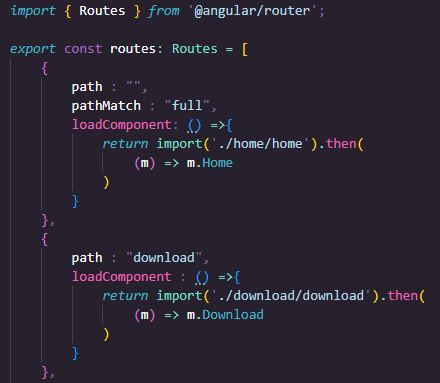 import { Routes } from '@angular/router';
export const routes: Routes = [
{
path : "",
pathMatch : "full",
loadComponent: () =>{
return import('./home/home').then(
(m) => m.Home
)
}
},
{
path : "download",
loadComponent : () =>{
return import('./download/download').then(
(m) => m.Download
)
}
},